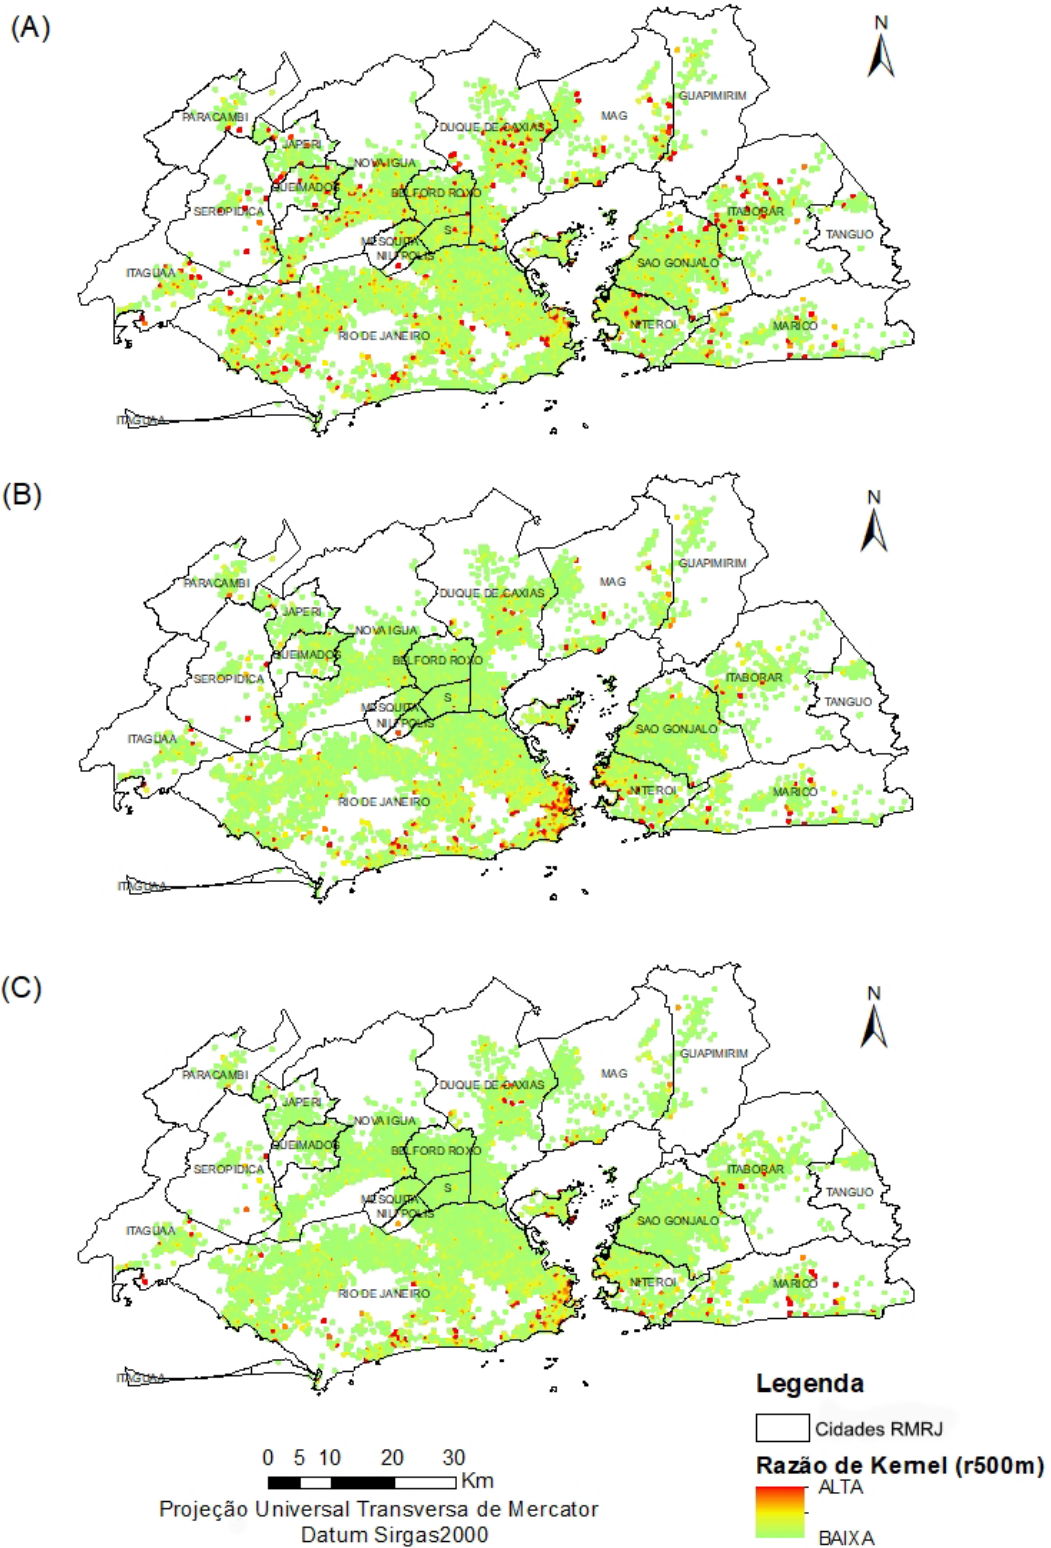 (A)
N
PARACAMBI
GUAPIMIRIM
MAG
DUQUE DE CAXIAS
JAPERI
NOVA IGUA
QUEIMADOS
BELFORD ROXO
SEROPIDICA
ITABORAR
S
TANGUO
MESQUITA
NILFPOLIS
SAO GONJALO
ITAGUAA
NITEROI
MARICO
RIO DE JANEIRO
ITAGUAA
(B)
N
PARACAMBI
GUAPIMIRIM
MAG
DUQUE DE CAXIAS
JAPERI
NOVA IGUA
QUEIMADOS
BELFORD ROXO
SEROPIDICA
ITABORAR
S
TANGUO
MESQUITA
NILFPOLIS
SAO GONJALO
ITAGUAA
NITEROI
MARICO
RIO DE JANEIRO
ITAGUAA
(C)
N
PARACAMBI
GUAPIMIRIM
MAG
DUQUE DE CAXIAS
JAPERI
NOVA IGUA
QUEIMADOS
BELFORD ROXO
SEROPIDICA
ITABORAR
S
TANGUO
MESQUITA
NILFPOLIS
SAO GONJALO
ITAGUAA
NITEROI
MARICO
RIO DE JANEIRO
ITAGUAA
Legenda
Cidades RMRJ
Razão de Kernel (r500m)
ALTA
BAIXA
0 5 10 20 30
Km
Projeção Universal Transversa de Mercator
Datum Sirgas2000